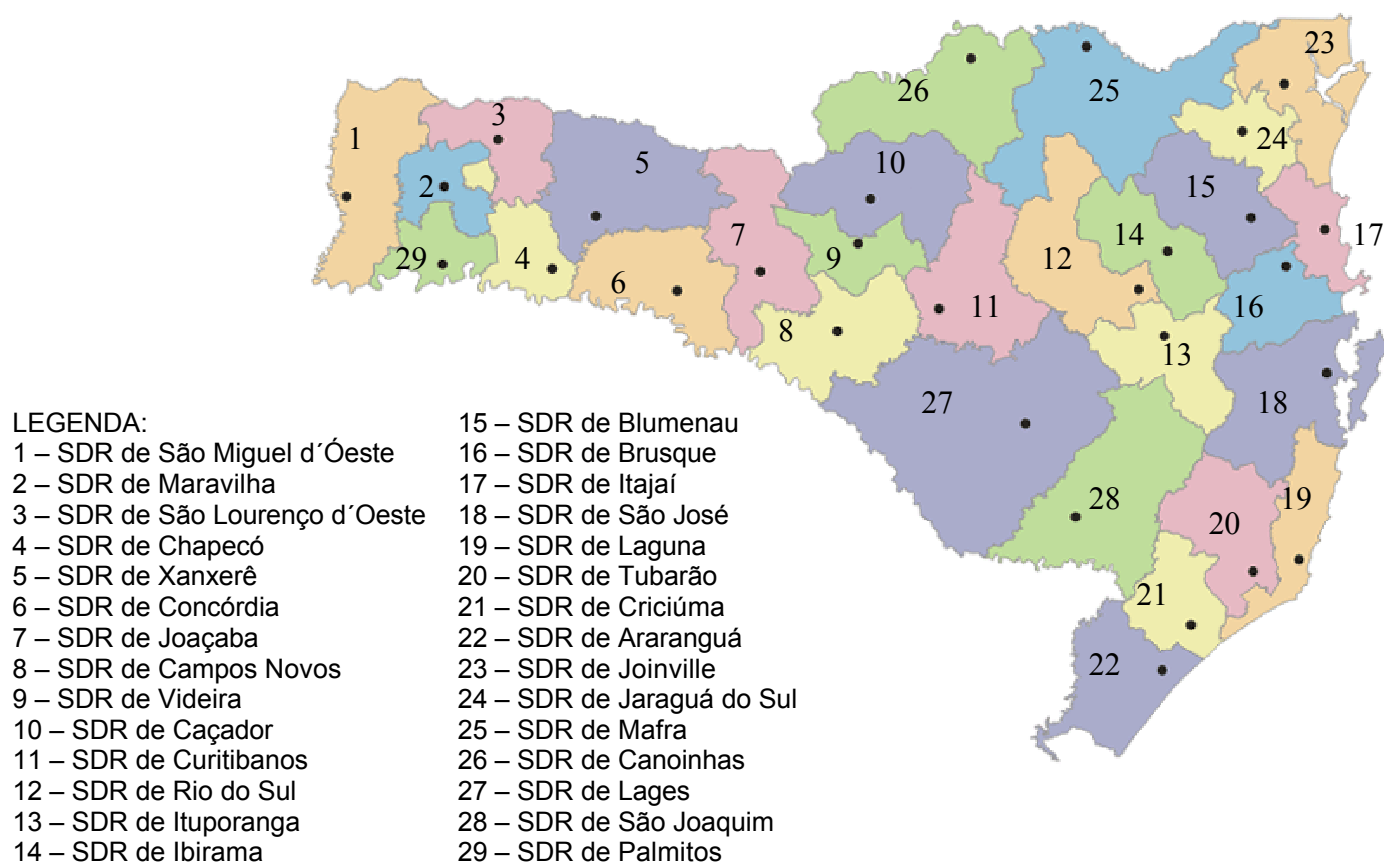 23
26
25
3
1
24
10
5
15
2
7
14
17
29
4
9
12
6
11
16
8
13
27
18
28
19
20
21
22
LEGENDA:
1 – SDR de São Miguel d´Óeste
2 – SDR de Maravilha
3 – SDR de São Lourenço d´Oeste
4 – SDR de Chapecó
5 – SDR de Xanxerê
6 – SDR de Concórdia
7 – SDR de Joaçaba
8 – SDR de Campos Novos
9 – SDR de Videira
10 – SDR de Caçador
11 – SDR de Curitibanos
12 – SDR de Rio do Sul
13 – SDR de Ituporanga
14 – SDR de Ibirama
15 – SDR de Blumenau
16 – SDR de Brusque
17 – SDR de Itajaí
18 – SDR de São José
19 – SDR de Laguna
20 – SDR de Tubarão
21 – SDR de Criciúma
22 – SDR de Araranguá
23 – SDR de Joinville
24 – SDR de Jaraguá do Sul
25 – SDR de Mafra
26 – SDR de Canoinhas
27 – SDR de Lages
28 – SDR de São Joaquim
29 – SDR de Palmitos